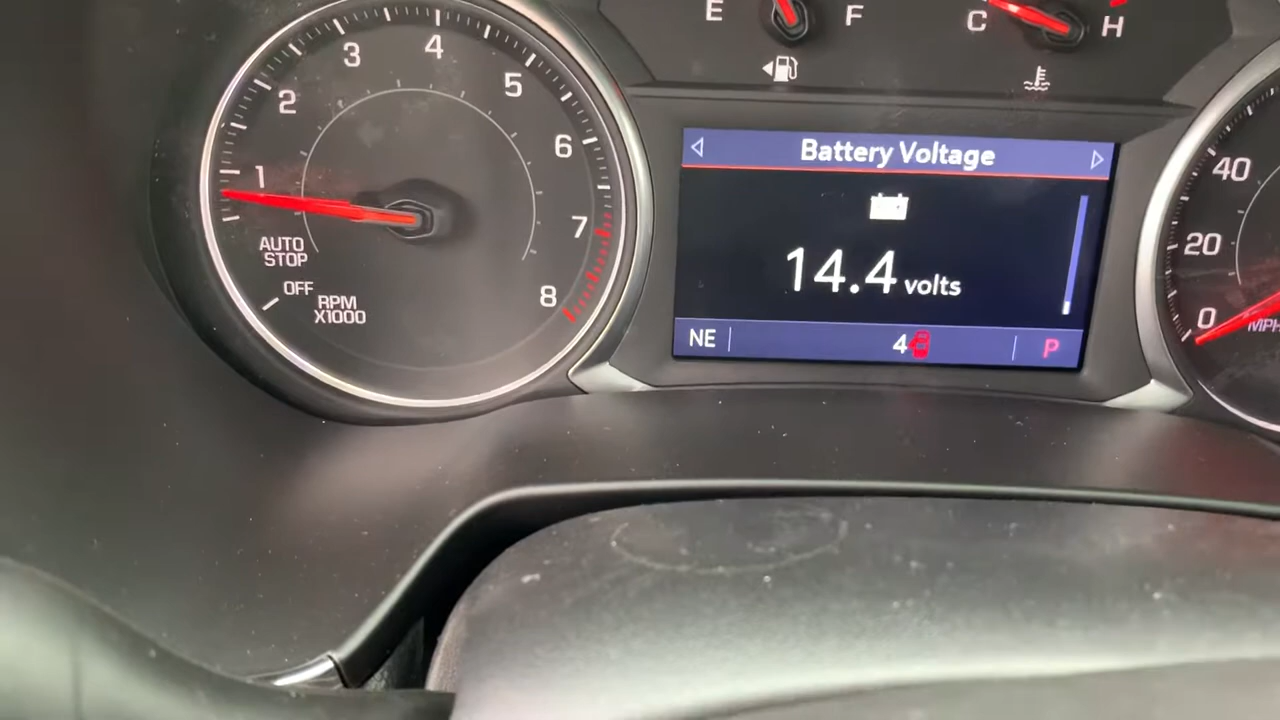 E F
C H
1
2
3
4
5
6
7
8
AUTO
STOP
OFF
RPM
X1000
Battery Voltage
14.4 volts
NE 4 P
40
20
0
MPH